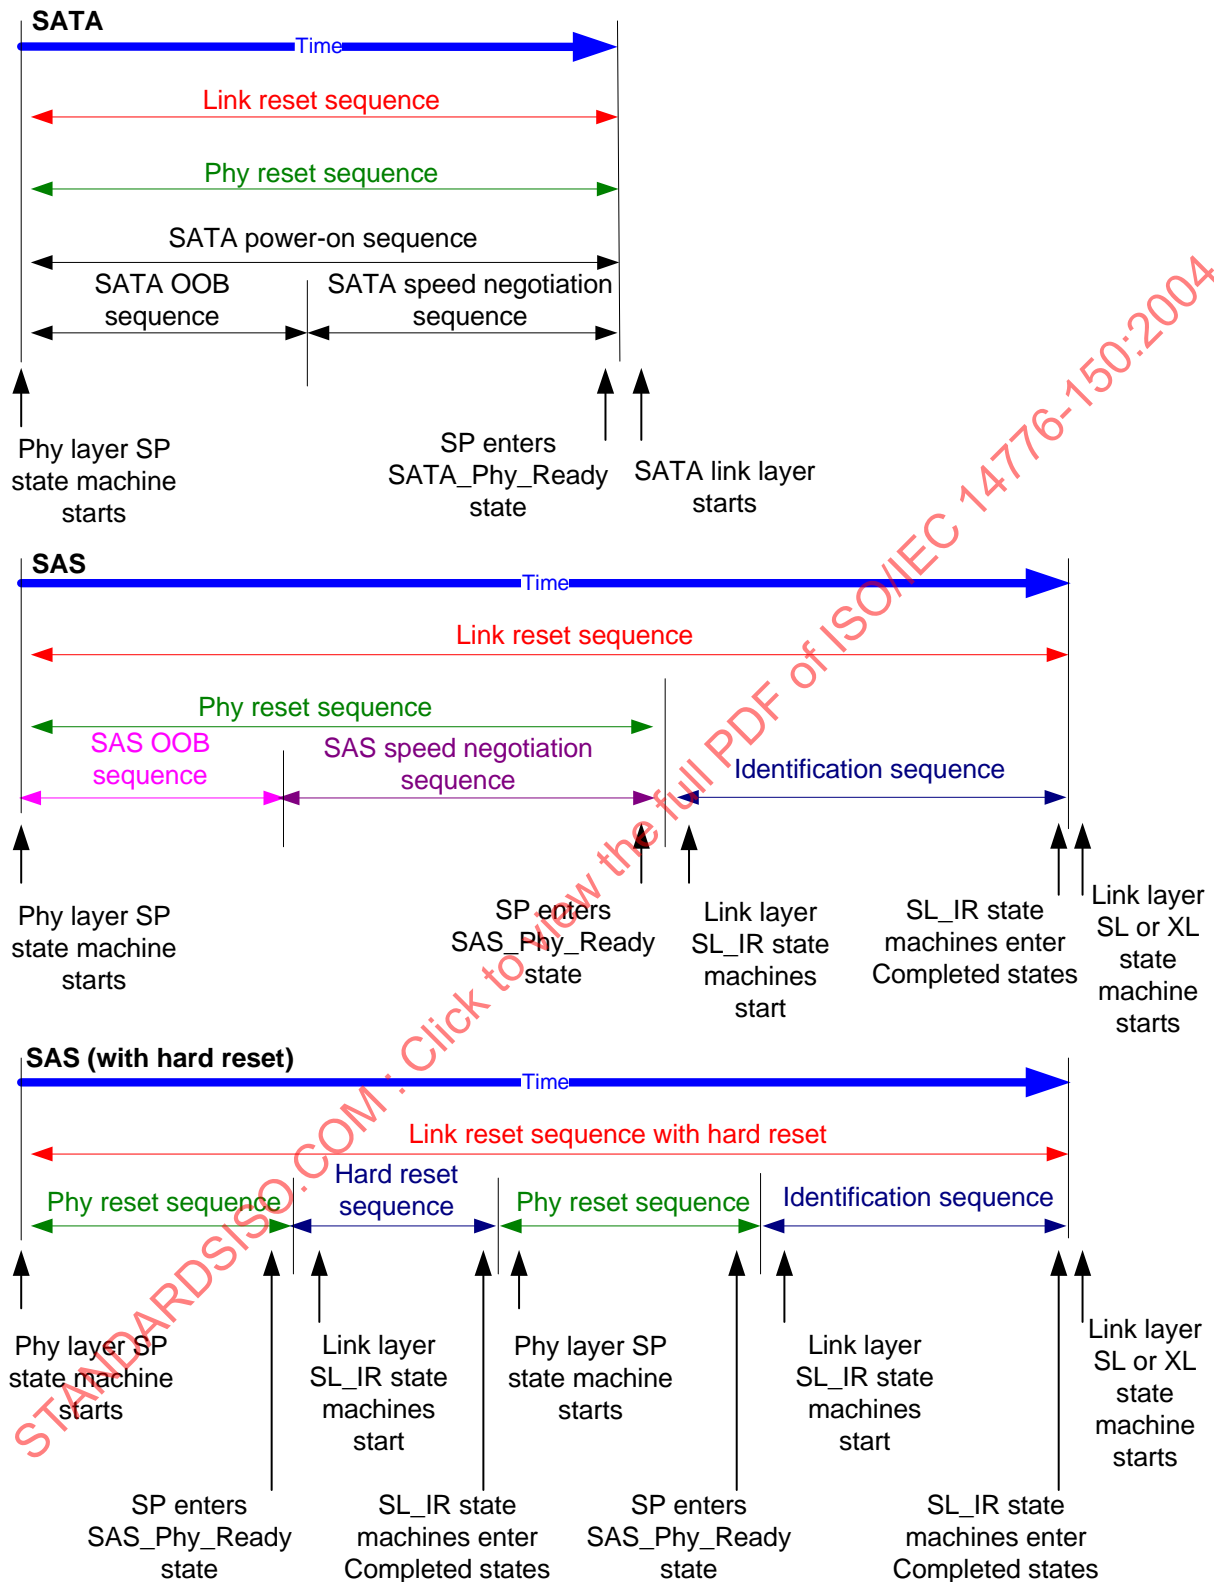 SATA
Time
Link reset sequence
Phy reset sequence
SATA power-on sequence
SATA OOB
sequence
SATA speed negotiation
sequence
Phy layer SP
state machine
starts
SP enters
SATA_Phy_Ready
state
SATA link layer
starts
SAS
Time
Link reset sequence
Phy reset sequence
SAS OOB
sequence
SAS speed negotiation
sequence
Identification sequence
Phy layer SP
state machine
starts
SP enters
SAS_Phy_Ready
state
Link layer
SL_IR state
machines
start
SL_IR state
machines enter
Completed states
Link layer
SL or XL
state
machine
starts
SAS (with hard reset)
Time
Link reset sequence with hard reset
Phy reset sequence
Hard reset
sequence
Phy reset sequence
Identification sequence
Phy layer SP
state machine
starts
Link layer
SL_IR state
machines
start
Phy layer SP
state machine
starts
Link layer
SL_IR state
machines
start
Link layer
SL or XL
state
machine
starts
SP enters
SAS_Phy_Ready
state
SL_IR state
machines enter
Completed states
SP enters
SAS_Phy_Ready
state
SL_IR state
machines enter
Completed states
STANDARDSISO.COM : Click to view the full PDF of ISO/IEC 14776-150:2004